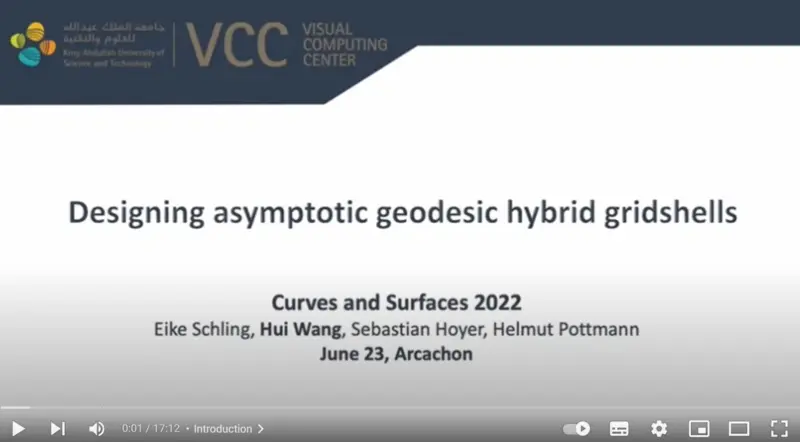 جامعة الملك عبدالله
للعلوم والتقنية
King Abdullah University of
Science and Technology
VCC
VISUAL
COMPUTING
CENTER
Designing asymptotic geodesic hybrid gridshells
Curves and Surfaces 2022
Eike Schling, Hui Wang, Sebastian Hoyer, Helmut Pottmann
June 23, Arcachon
0:01 / 17:12 • Introduction >